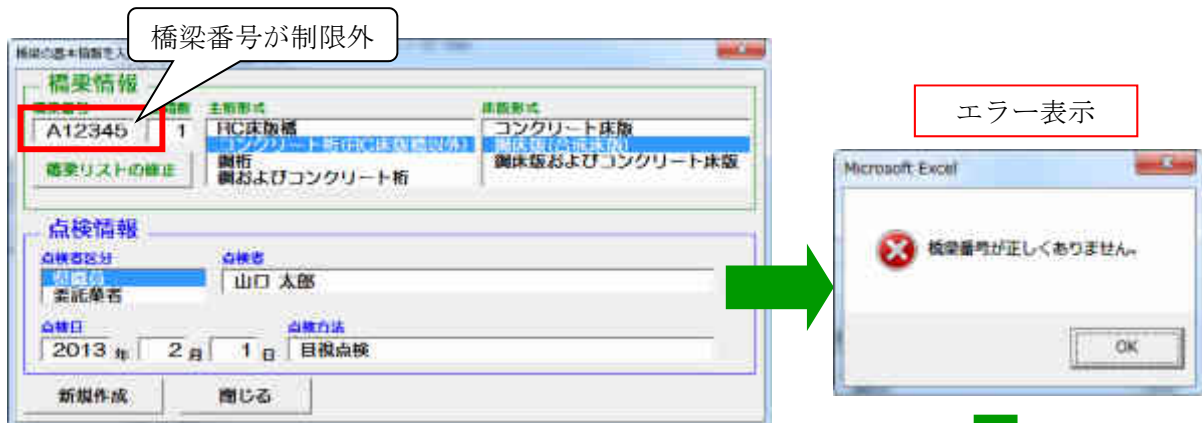 橋梁番号が制限外
橋梁情報
主桁形式
床版形式
A12345
1
RC床版橋
コンクリート桁(RC床版橋以外)
鋼桁
鋼およびコンクリート桁
コンクリート床版
鋼床版(合成床版)
鋼床版およびコンクリート床版
橋梁リストの修正
点検情報
点検者区分
点検者
委託業者
山口 太郎
点検日
点検方法
2013 年 2 月 1 日
目視点検
新規作成
閉じる
エラー表示
Microsoft Excel
橋梁番号が正しくありません。
OK